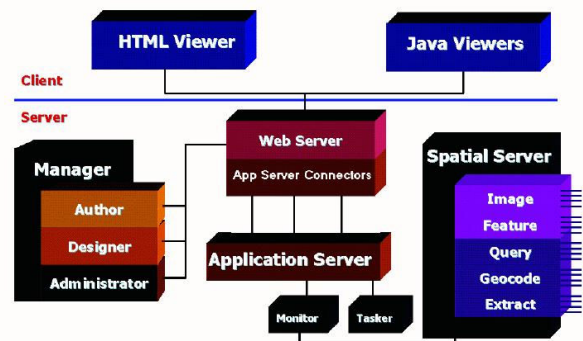 HTML Viewer
Java Viewers
Client
Server
Web Server
App Server Connectors
Manager
Author
Designer
Administrator
Application Server
Monitor
Tasker
Spatial Server
Image
Feature
Query
Geocode
Extract